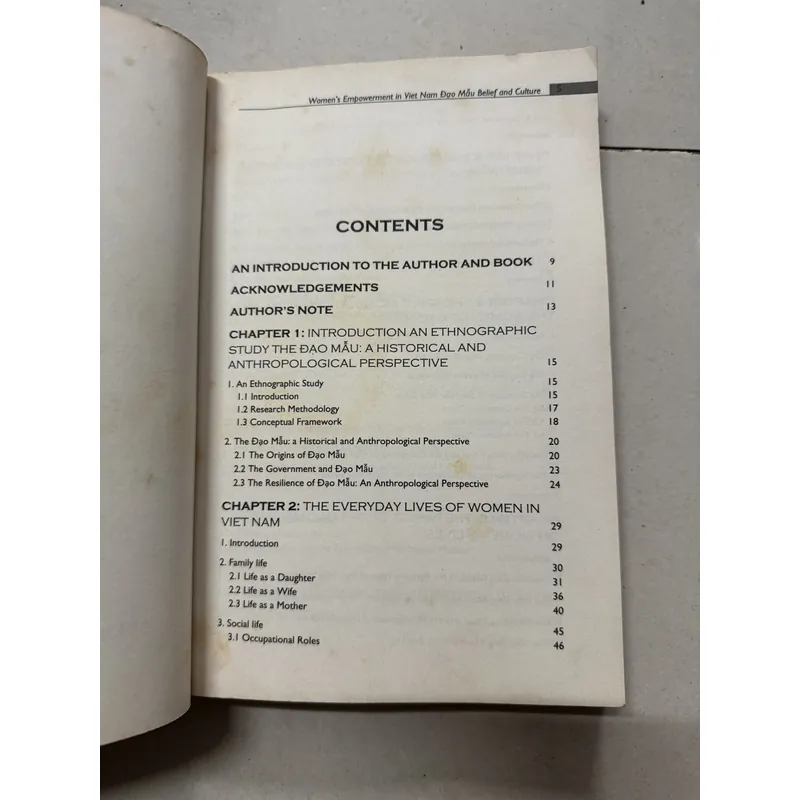 Women's Empowerment in Viet Nam Đạo Mẫu Belief and Culture 5
CONTENTS
AN INTRODUCTION TO THE AUTHOR AND BOOK 9
ACKNOWLEDGEMENTS 11
AUTHOR'S NOTE 13
CHAPTER 1: INTRODUCTION AN ETHNOGRAPHIC
STUDY THE ĐẠO MẪU: A HISTORICAL AND
ANTHROPOLOGICAL PERSPECTIVE 15
1. An Ethnographic Study 15
1.1 Introduction 15
1.2 Research Methodology 17
1.3 Conceptual Framework 18
2. The Đạo Mẫu: a Historical and Anthropological Perspective 20
2.1 The Origins of Đạo Mẫu 20
2.2 The Government and Đạo Mẫu 23
2.3 The Resilience of Đạo Mẫu: An Anthropological Perspective 24
CHAPTER 2: THE EVERYDAY LIVES OF WOMEN IN
VIET NAM 29
1. Introduction 29
2. Family life 30
2.1 Life as a Daughter 31
2.2 Life as a Wife 36
2.3 Life as a Mother 40
3. Social life 45
3.1 Occupational Roles 46